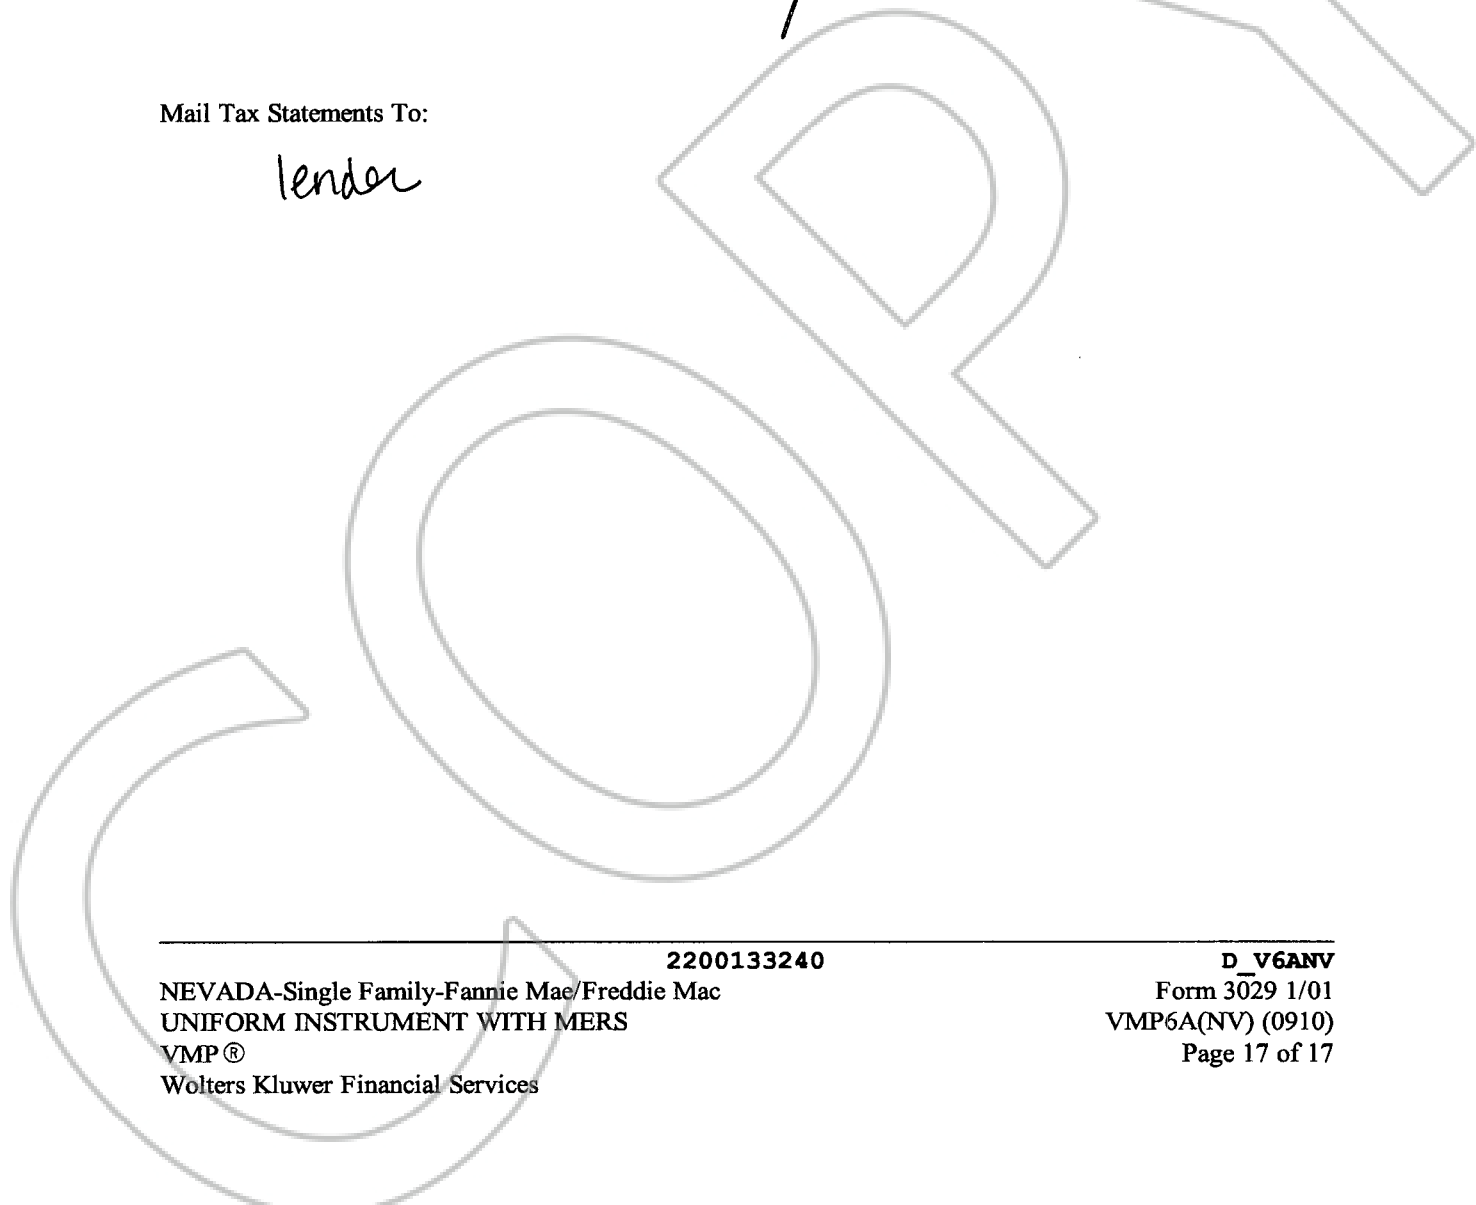 Mail Tax Statements To:
lender
COPY
2200133240 D_V6ANV
NEVADA-Single Family-Fannie Mae/Freddie Mac Form 3029 1/01
UNIFORM INSTRUMENT WITH MERS VMP6A(NV) (0910)
VMP® Page 17 of 17
Wolters Kluwer Financial Services